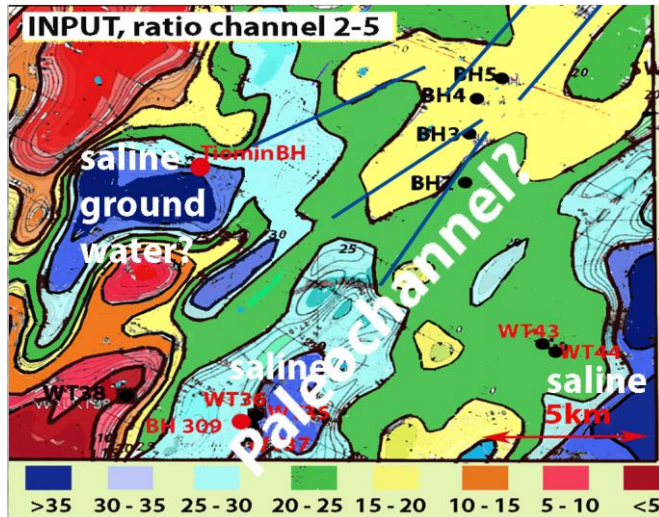 INPUT, ratio channel 2-5
BH5
BH4
BH3
BH2
saline
ground
water?
TiominBH
Paleochannel?
20
30
25
WT43
WT44
saline
5km
WT38
saline
WT36
BH 309
10
>35
30 - 35
25 - 30
20 - 25
15 - 20
10 - 15
5 - 10
<5